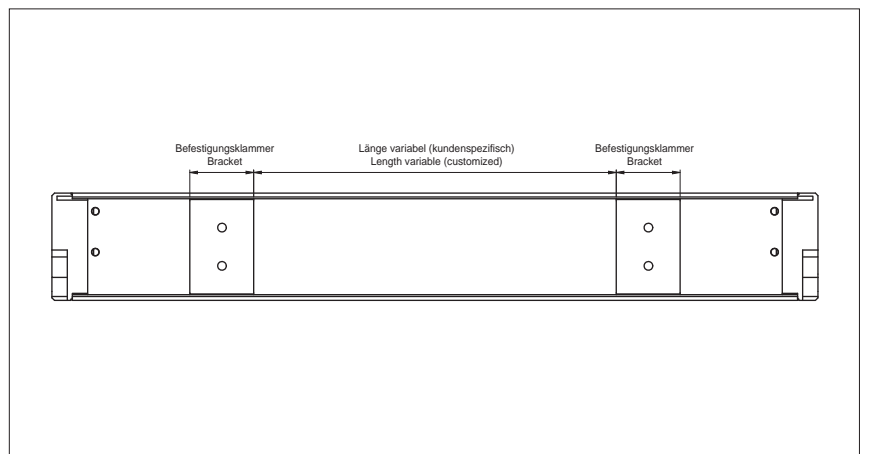 Befestigungsklammer
Bracket
Länge variabel (kundenspezifisch)
Length variable (customized)
Befestigungsklammer
Bracket